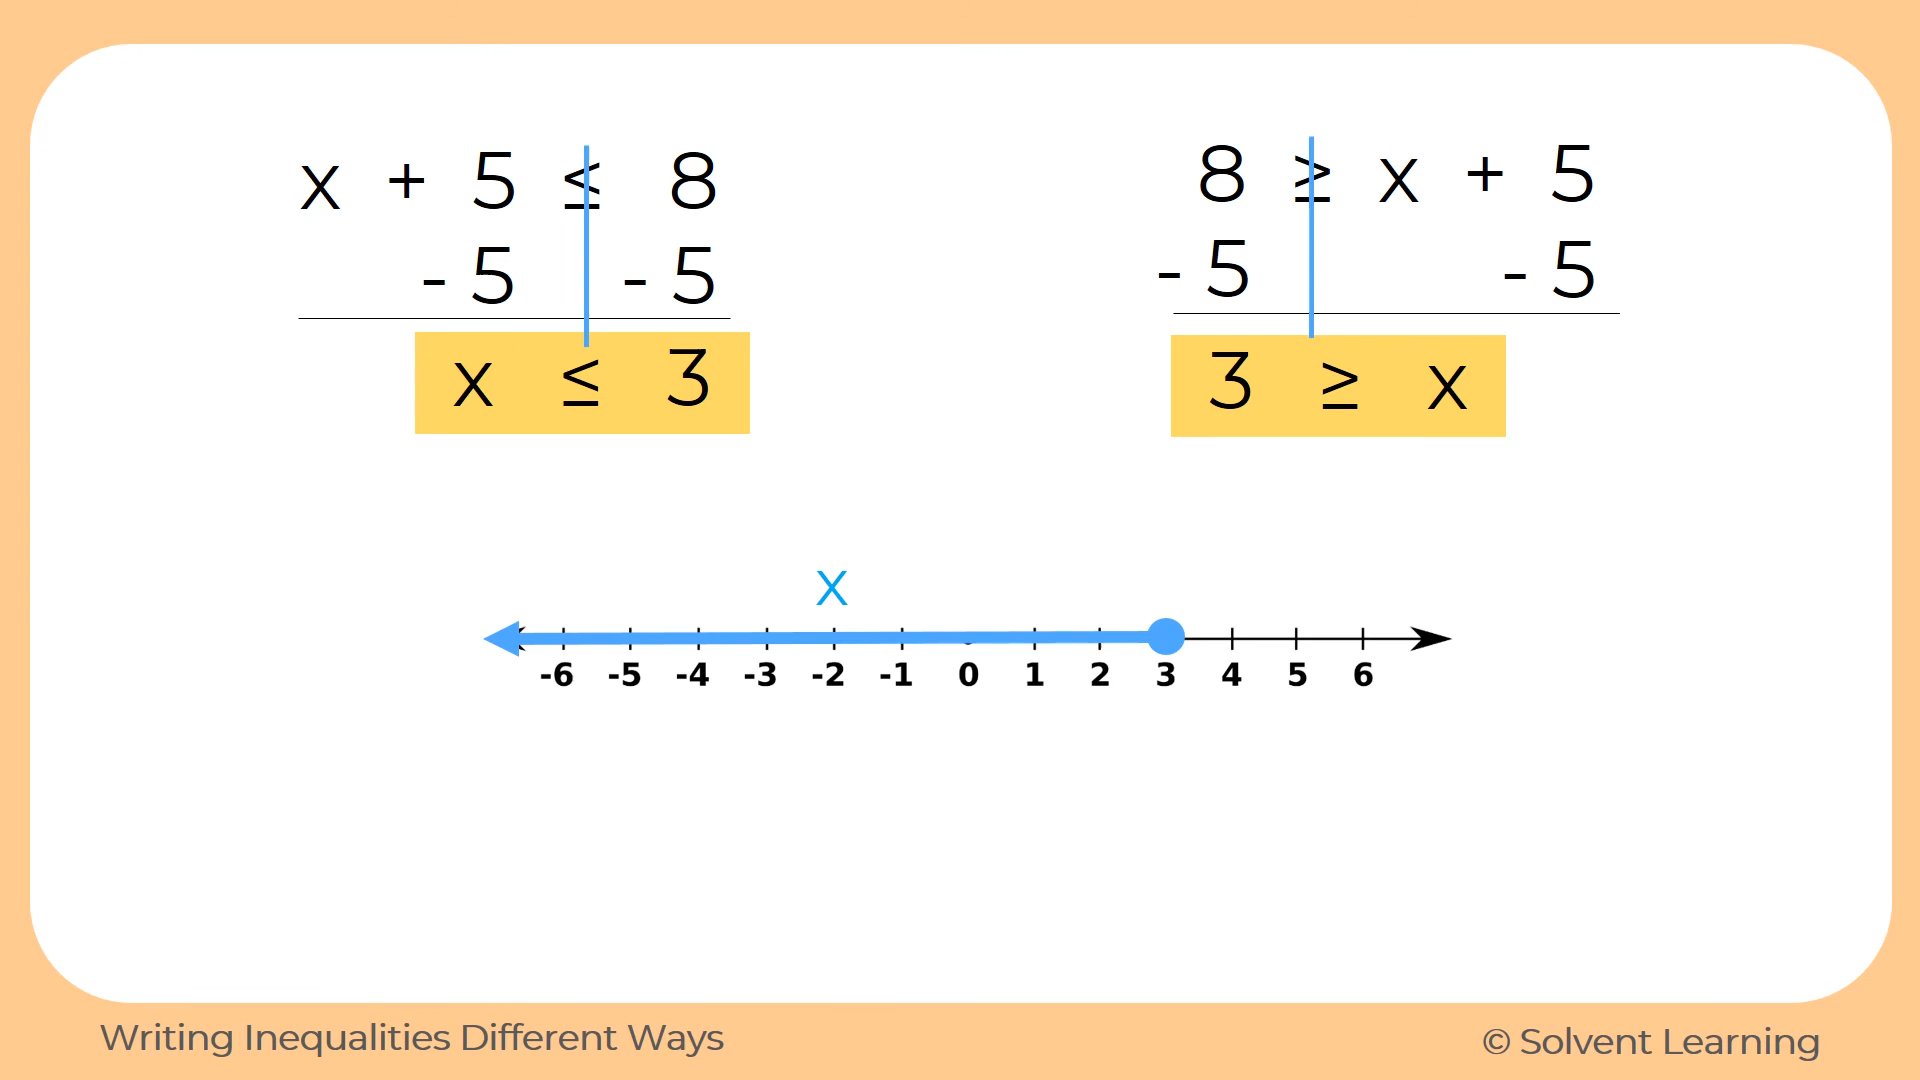 x + 5 ≤ 8
- 5 - 5
x ≤ 3
8 ≥ x + 5
- 5 - 5
3 ≥ x
x
-6 -5 -4 -3 -2 -1 0 1 2 3 4 5 6
Writing Inequalities Different Ways
© Solvent Learning